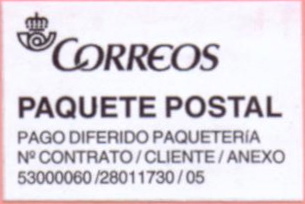 CORREOS
PAQUETE POSTAL
PAGO DIFERIDO PAQUETERíA
Nº CONTRATO / CLIENTE / ANEXO
53000060 /28011730 / 05